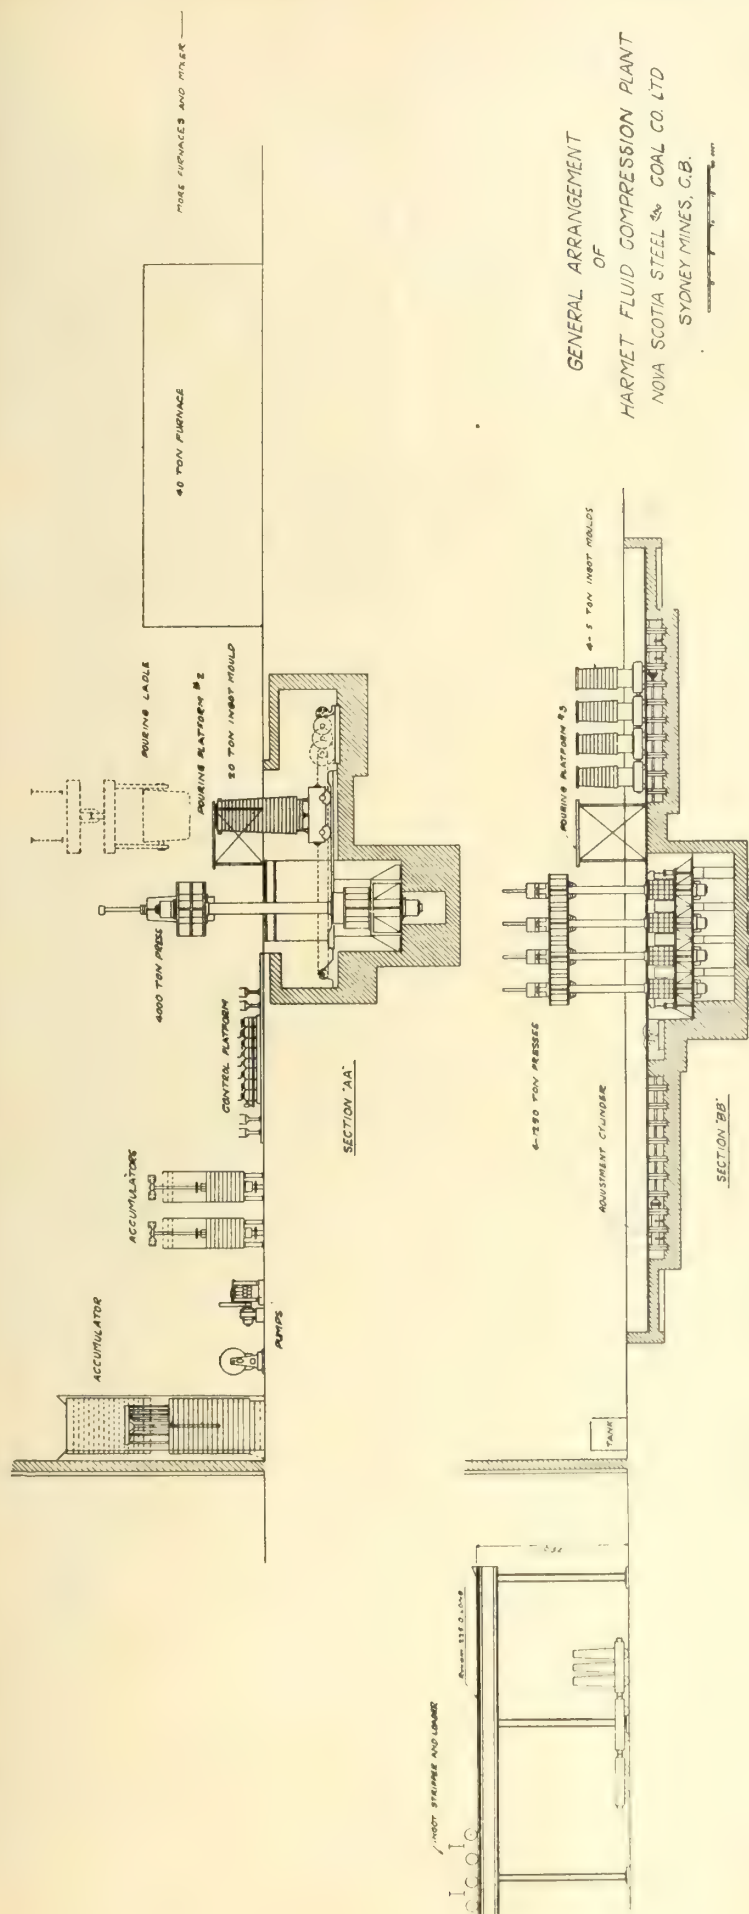 GENERAL ARRANGEMENT
OF
HARMET FLUID COMPRESSION PLANT
NOVA SCOTIA STEEL & COAL CO. LTD
SYDNEY MINES, C.B.
ACCUMULATOR
PUMPS
ACCUMULATORS
CONTROL PLATFORM
4000 TON PRESS
POURING LADLE
POURING PLATFORM #2
20 TON INGOT MOULD
40 TON FURNACE
MORE FURNACES AND MIXER
SECTION "AA"
INGOT STRIPPER AND LOADER
TANK
ADJUSTMENT CYLINDER
PRESSES
POURING PLATFORM #3
4-5 TON INGOT MOULDS
SECTION "BB"